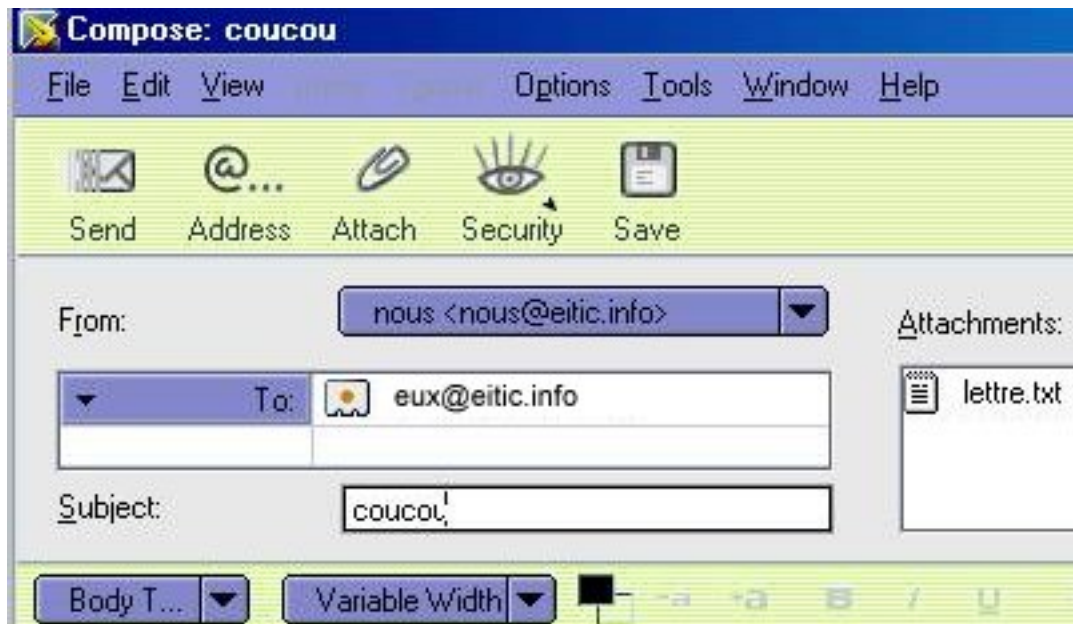 Compose: coucou
File Edit View Options Tools Window Help
@...
Send Address Attach Security Save
From: nous <nous@eitic.info> Attachments:
To: eux@eitic.info lettre.txt
Subject: coucou
Body T... Variable Width -a +a B I U